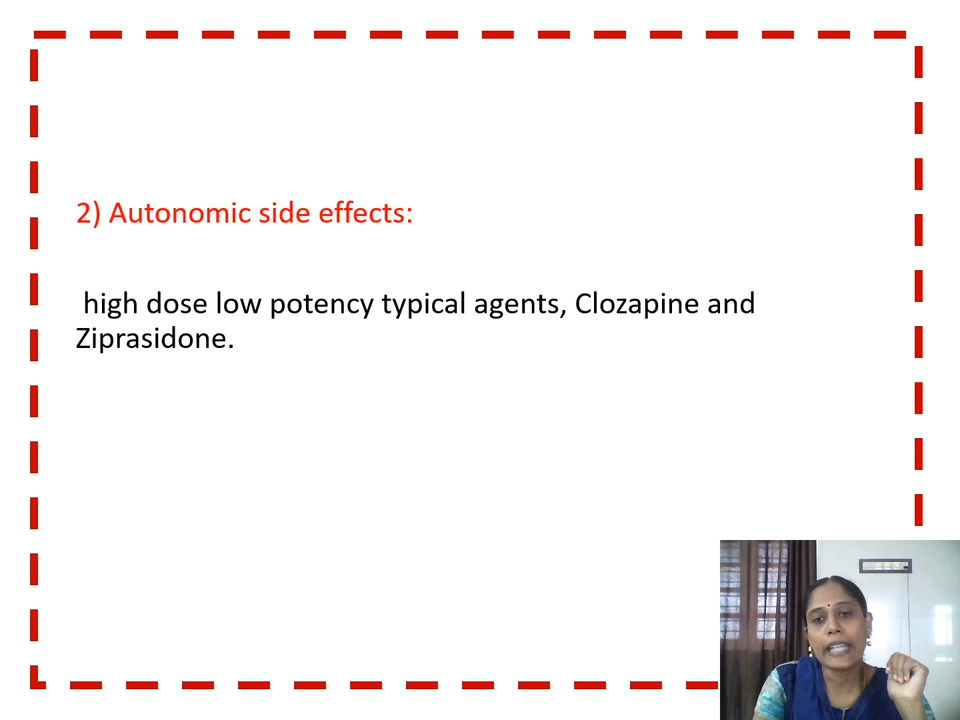 2) Autonomic side effects:
high dose low potency typical agents, Clozapine and
Ziprasidone.